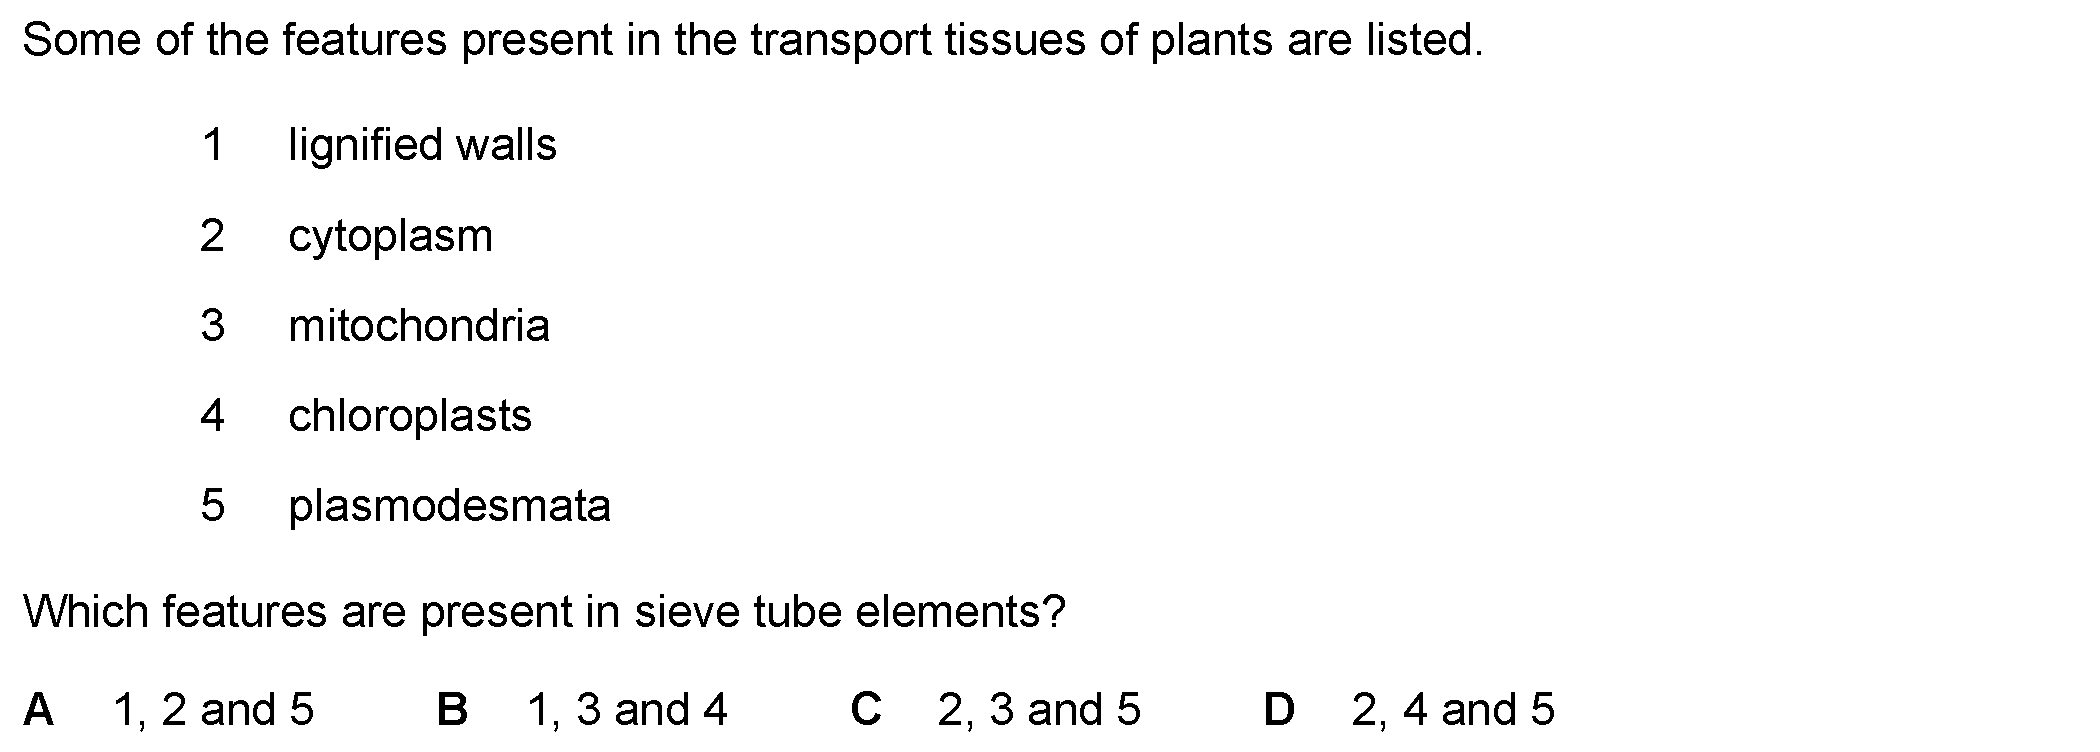 Some of the features present in the transport tissues of plants are listed.
1 lignified walls
2 cytoplasm
3 mitochondria
4 chloroplasts
5 plasmodesmata
Which features are present in sieve tube elements?
A 1, 2 and 5 B 1, 3 and 4 C 2, 3 and 5 D 2, 4 and 5